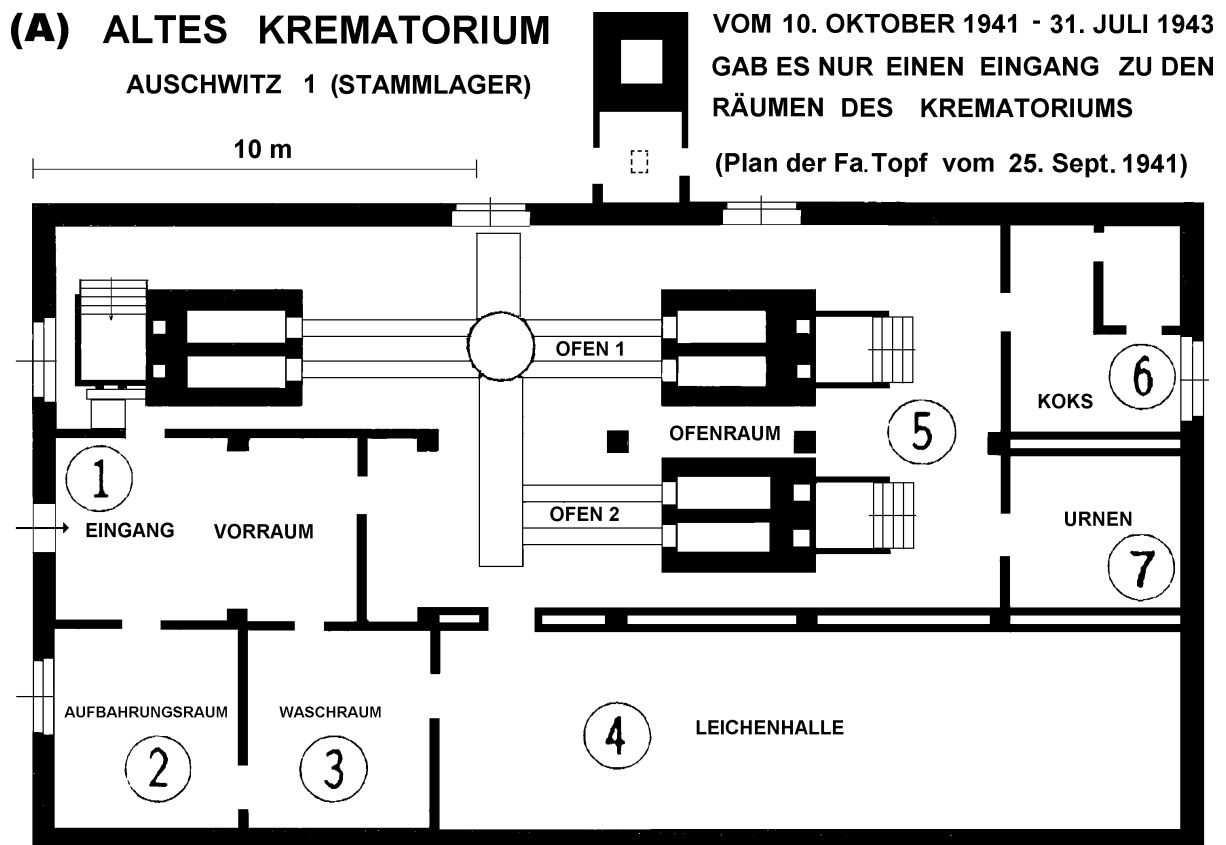 (A) ALTES KREMATORIUM
AUSCHWITZ 1 (STAMMLAGER)
VOM 10. OKTOBER 1941 - 31. JULI 1943
GAB ES NUR EINEN EINGANG ZU DEN
RÄUMEN DES KREMATORIUMS
(Plan der Fa. Topf vom 25. Sept. 1941)
10 m
OFEN 1
6
KOKS
5
OFENRAUM
1
EINGANG
VORRAUM
OFEN 2
URNEN
7
AUFBAHRUNGSRAUM
2
WASCHRAUM
3
4
LEICHENHALLE